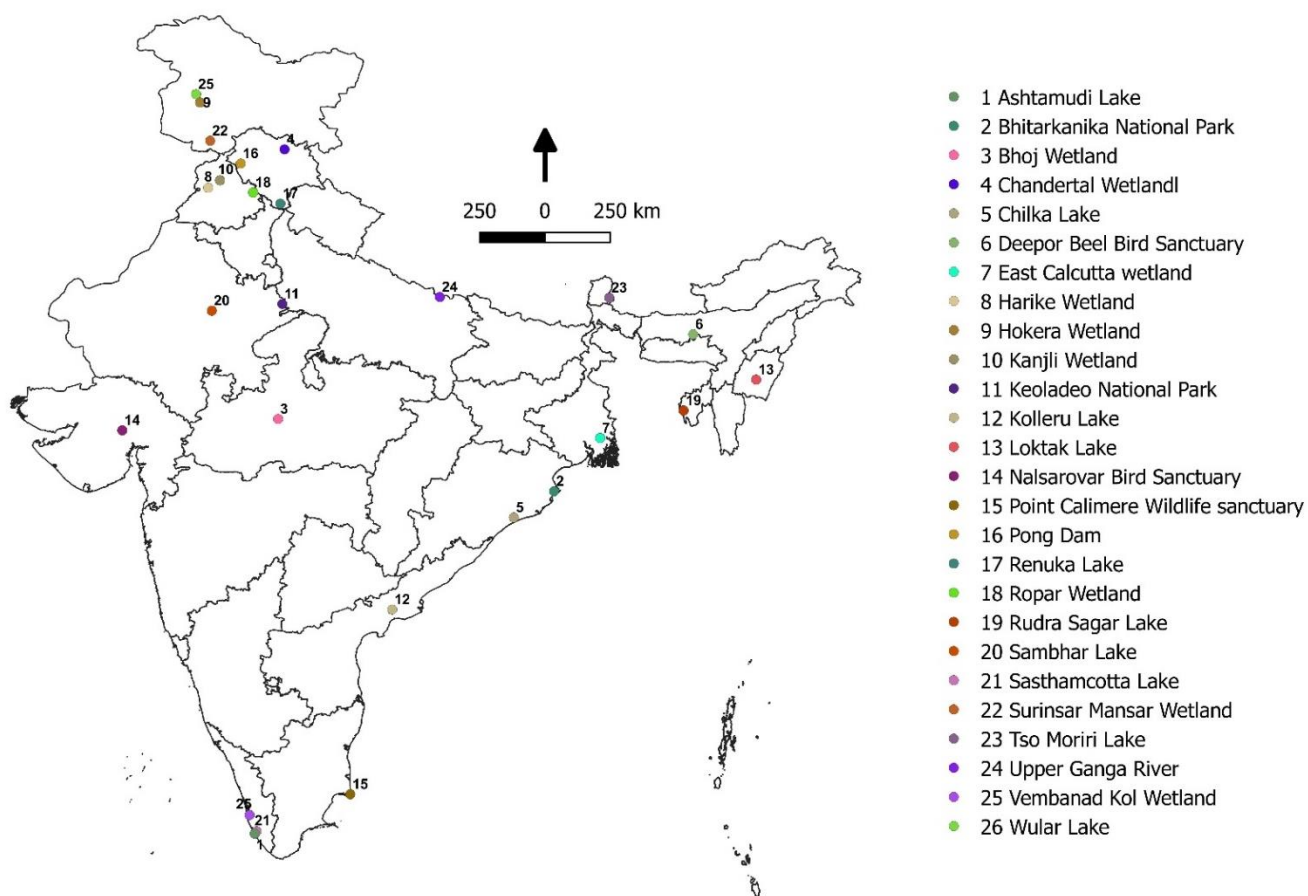 25
9
22
4
16
10
8
18
17
250 0 250 km
24
23
11
20
6
13
19
3
14
7
2
5
12
15
26
21
1 Ashtamudi Lake
2 Bhitarkanika National Park
3 Bhoj Wetland
4 Chandertal Wetlandl
5 Chilka Lake
6 Deepor Beel Bird Sanctuary
7 East Calcutta wetland
8 Harike Wetland
9 Hokera Wetland
10 Kanjli Wetland
11 Keoladeo National Park
12 Kolleru Lake
13 Loktak Lake
14 Nalsarovar Bird Sanctuary
15 Point Calimere Wildlife sanctuary
16 Pong Dam
17 Renuka Lake
18 Ropar Wetland
19 Rudra Sagar Lake
20 Sambhar Lake
21 Sasthamcotta Lake
22 Surinsar Mansar Wetland
23 Tso Moriri Lake
24 Upper Ganga River
25 Vembanad Kol Wetland
26 Wular Lake